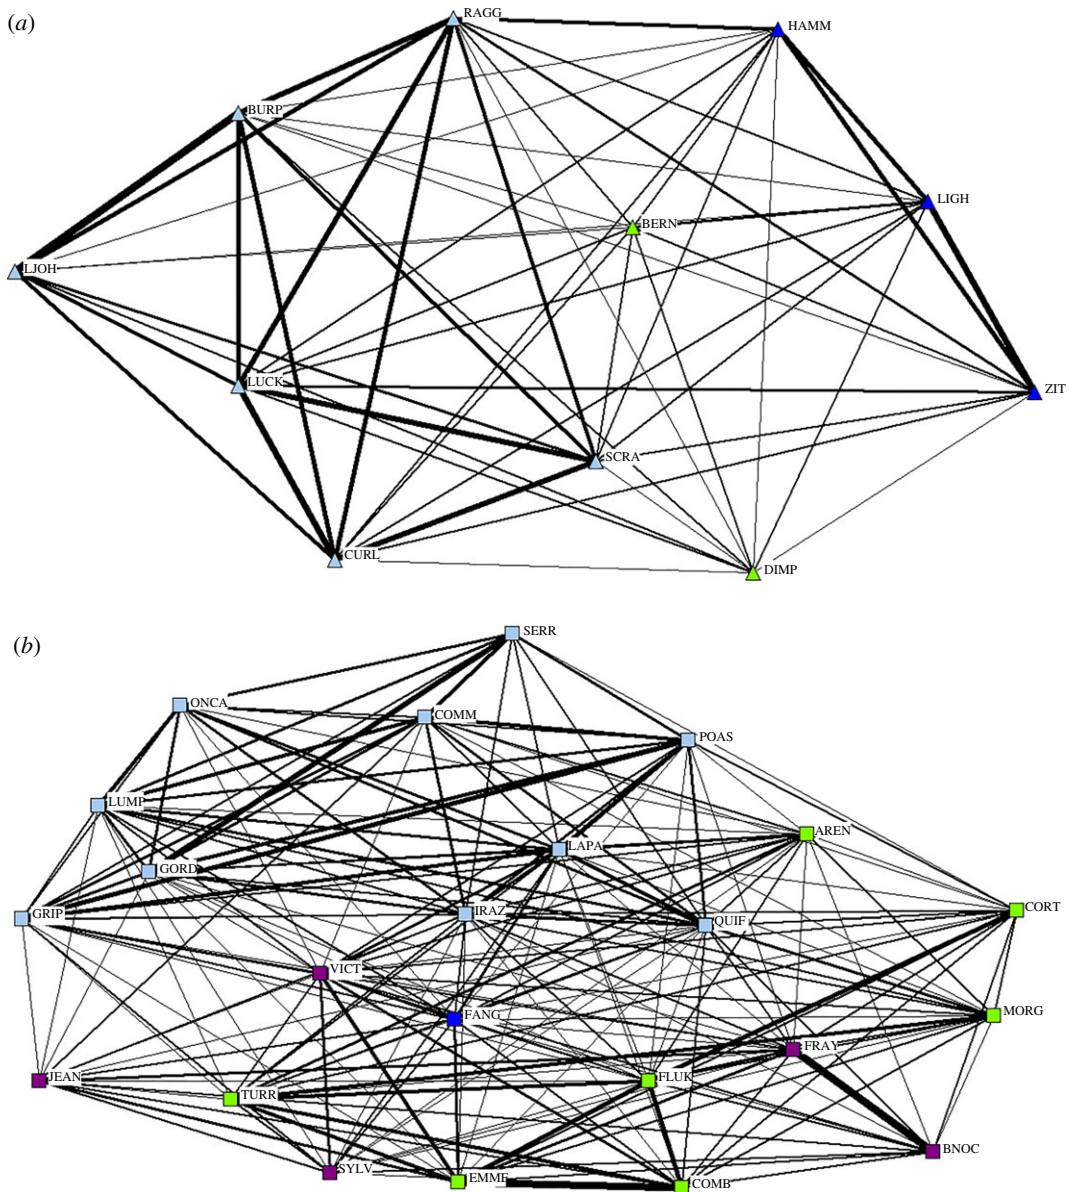 (a)
RAGG
HAMM
BURP
LIGH
BERN
LJOH
LUCK
ZIT
SCRA
CURL
DIMP
(b)
SERR
ONCA
COMM
POAS
LUMP
AREN
LAPA
GORD
GRIP
IRAZ
QUIF
CORT
VICT
FANG
MORG
FRAY
JEAN
FLUK
TURR
BNOC
SYLV
EMME
COMB